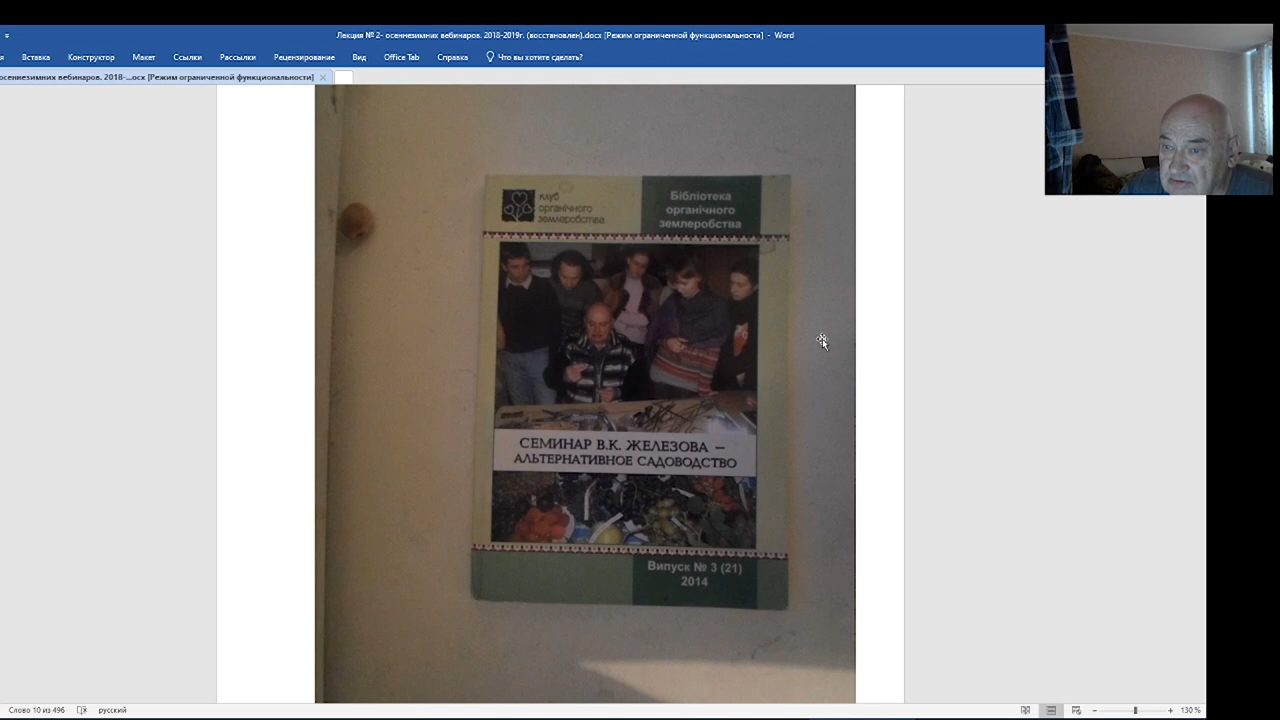 Лекция № 2- осеннезимних вебинаров. 2018-2019г. (восстановлен).docx [Режим ограниченной функциональности] - Word
я Вставка Конструктор Макет Ссылки Рассылки Рецензирование Вид Office Tab Справка Что вы хотите сделать?
осеннезимних вебинаров. 2018-...ocx [Режим ограниченной функциональности]
клуб
органічного
землеробства
Бібліотека
органічного
землеробства
СЕМИНАР В.К. ЖЕЛЕЗОВА –
АЛЬТЕРНАТИВНОЕ САДОВОДСТВО
Випуск № 3 (21)
2014
Слово 10 из 496 русский 130 %